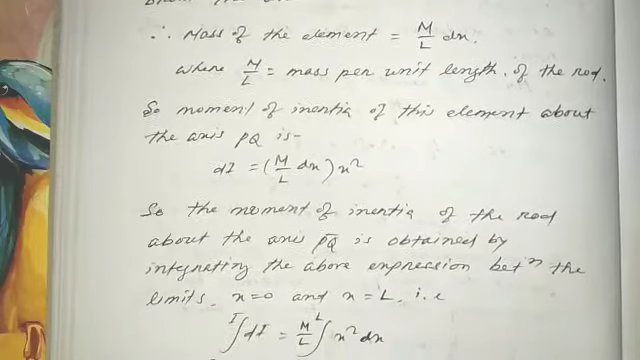 ∴ Mass of the element = M/L dx.
where M/L = mass per unit length of the rod.
So moment of inertia of this element about
the axis PQ is-
dI = (M/L dx) x²
So the moment of inertia of the rod
about the axis PQ is obtained by
integrating the above expression betⁿ the
limits. x=0 and x=L. i.e
∫ᴵ dI = M/L ∫ᴸ x² dx